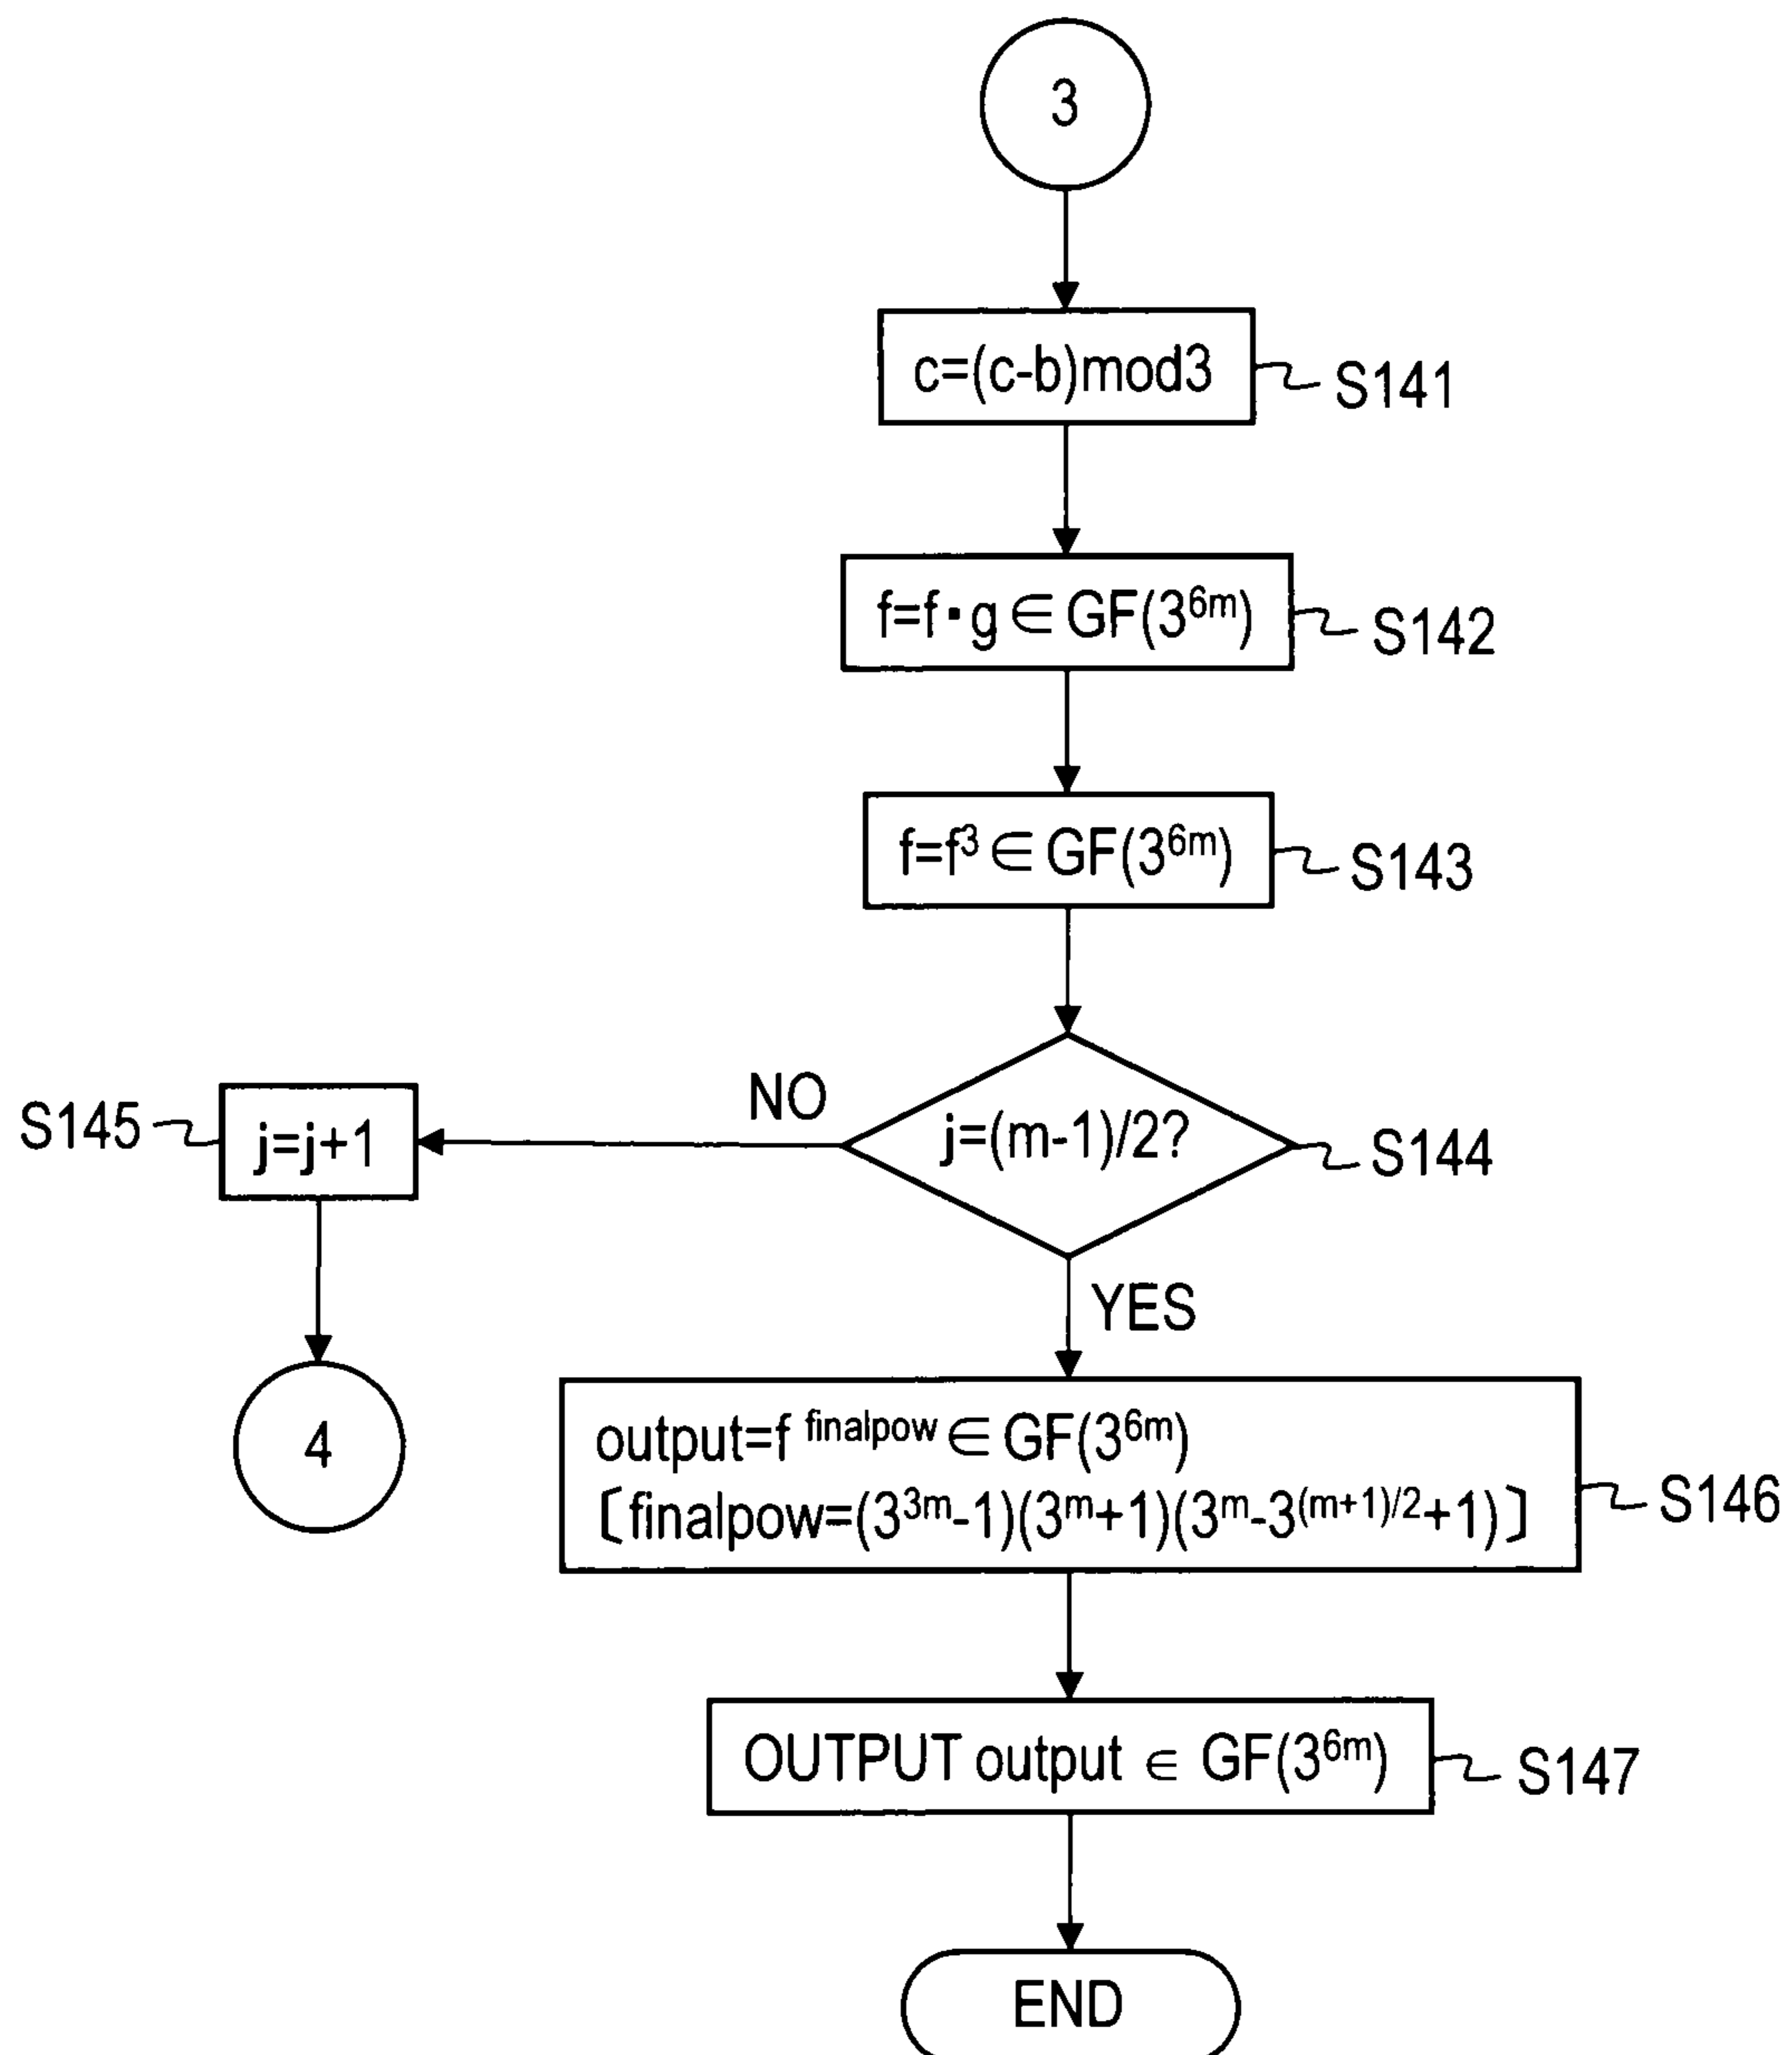 3
c=(c-b)mod3
S141
f=f·g ∈ GF(3^{6m})
S142
f=f³ ∈ GF(3^{6m})
S143
NO
j=(m-1)/2?
S144
S145
j=j+1
YES
4
output=f^{finalpow} ∈ GF(3^{6m})
〔finalpow=(3^{3m}-1)(3^{m}+1)(3^{m}-3^{(m+1)/2}+1)〕
S146
OUTPUT output ∈ GF(3^{6m})
S147
END